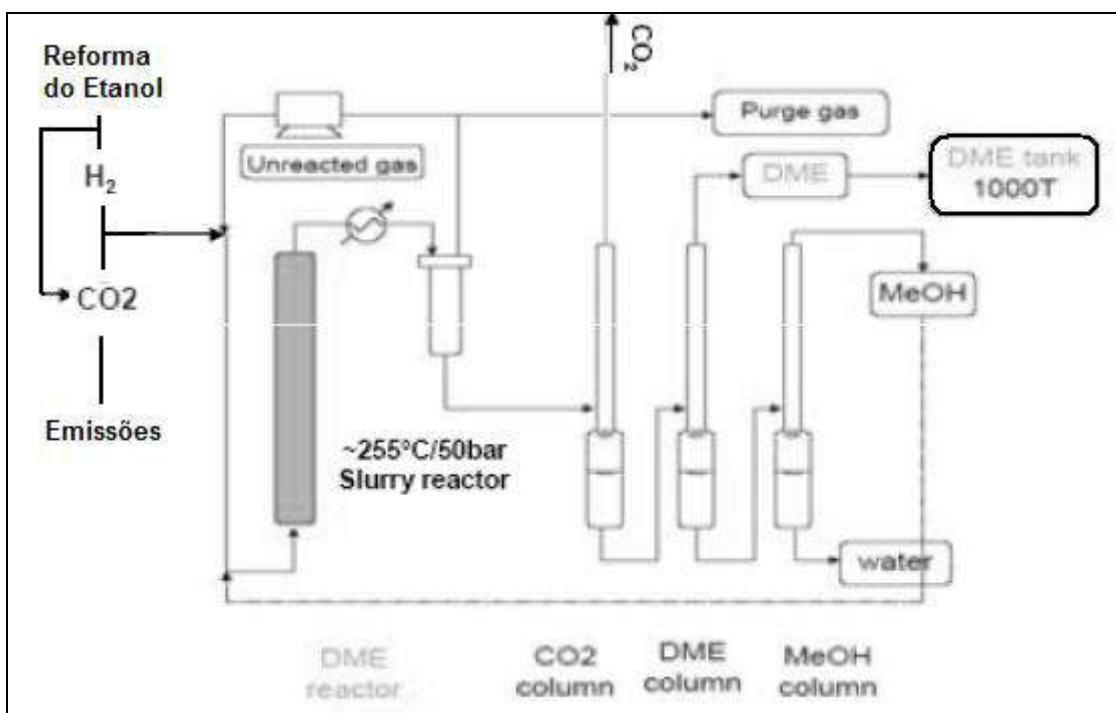 Reforma
do Etanol
H₂
CO2
Emissões
CO₂
Unreacted gas
Purge gas
DME
DME tank
1000T
MeOH
~255°C/50bar
Slurry reactor
water
DME
reactor
CO2
column
DME
column
MeOH
column